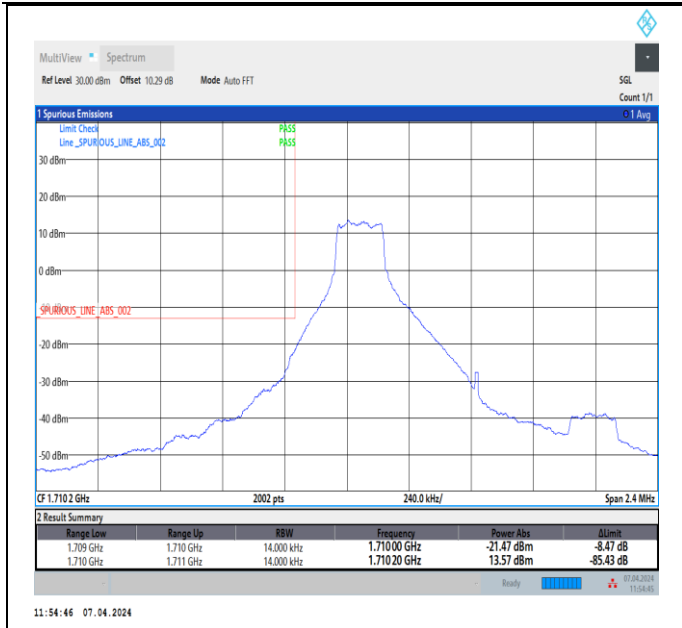 MultiView Spectrum
Ref Level 30.00 dBm Offset 10.29 dB Mode Auto FFT SGL
Count 1/1
1 Spurious Emissions 1 Avg
Limit Check PASS
Line _SPURIOUS_LINE_ABS_002 PASS
30 dBm
20 dBm
10 dBm
0 dBm
_SPURIOUS_LINE_ABS_002
-20 dBm
-30 dBm
-40 dBm
-50 dBm
CF 1.7102 GHz 2002 pts 240.0 kHz/ Span 2.4 MHz
2 Result Summary
Range Low Range Up RBW Frequency Power Abs ΔLimit
1.709 GHz 1.710 GHz 14.000 kHz 1.71000 GHz -21.47 dBm -8.47 dB
1.710 GHz 1.711 GHz 14.000 kHz 1.71020 GHz 13.57 dBm -85.43 dB
Ready 07.04.2024
11:54:45
11:54:46 07.04.2024